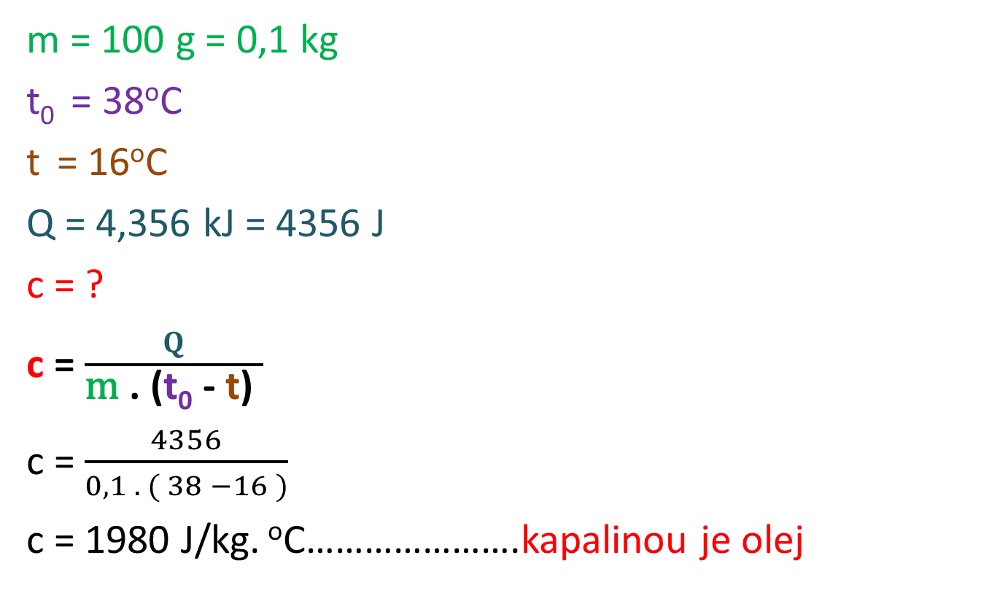 m = 100 g = 0,1 kg
t₀ = 38°C
t = 16°C
Q = 4,356 kJ = 4356 J
c = ?
c = Q / m . (t₀ - t)
c = 4356 / 0,1 . ( 38 −16 )
c = 1980 J/kg. °C………………….kapalinou je olej